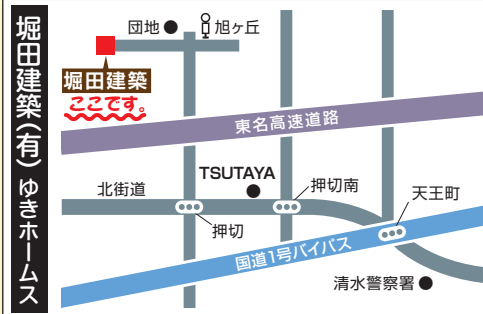 堀田建築(有) ゆきホームス
団地
旭ヶ丘
堀田建築
ここです。
東名高速道路
TSUTAYA
北街道
押切南
天王町
押切
国道1号バイパス
清水警察署